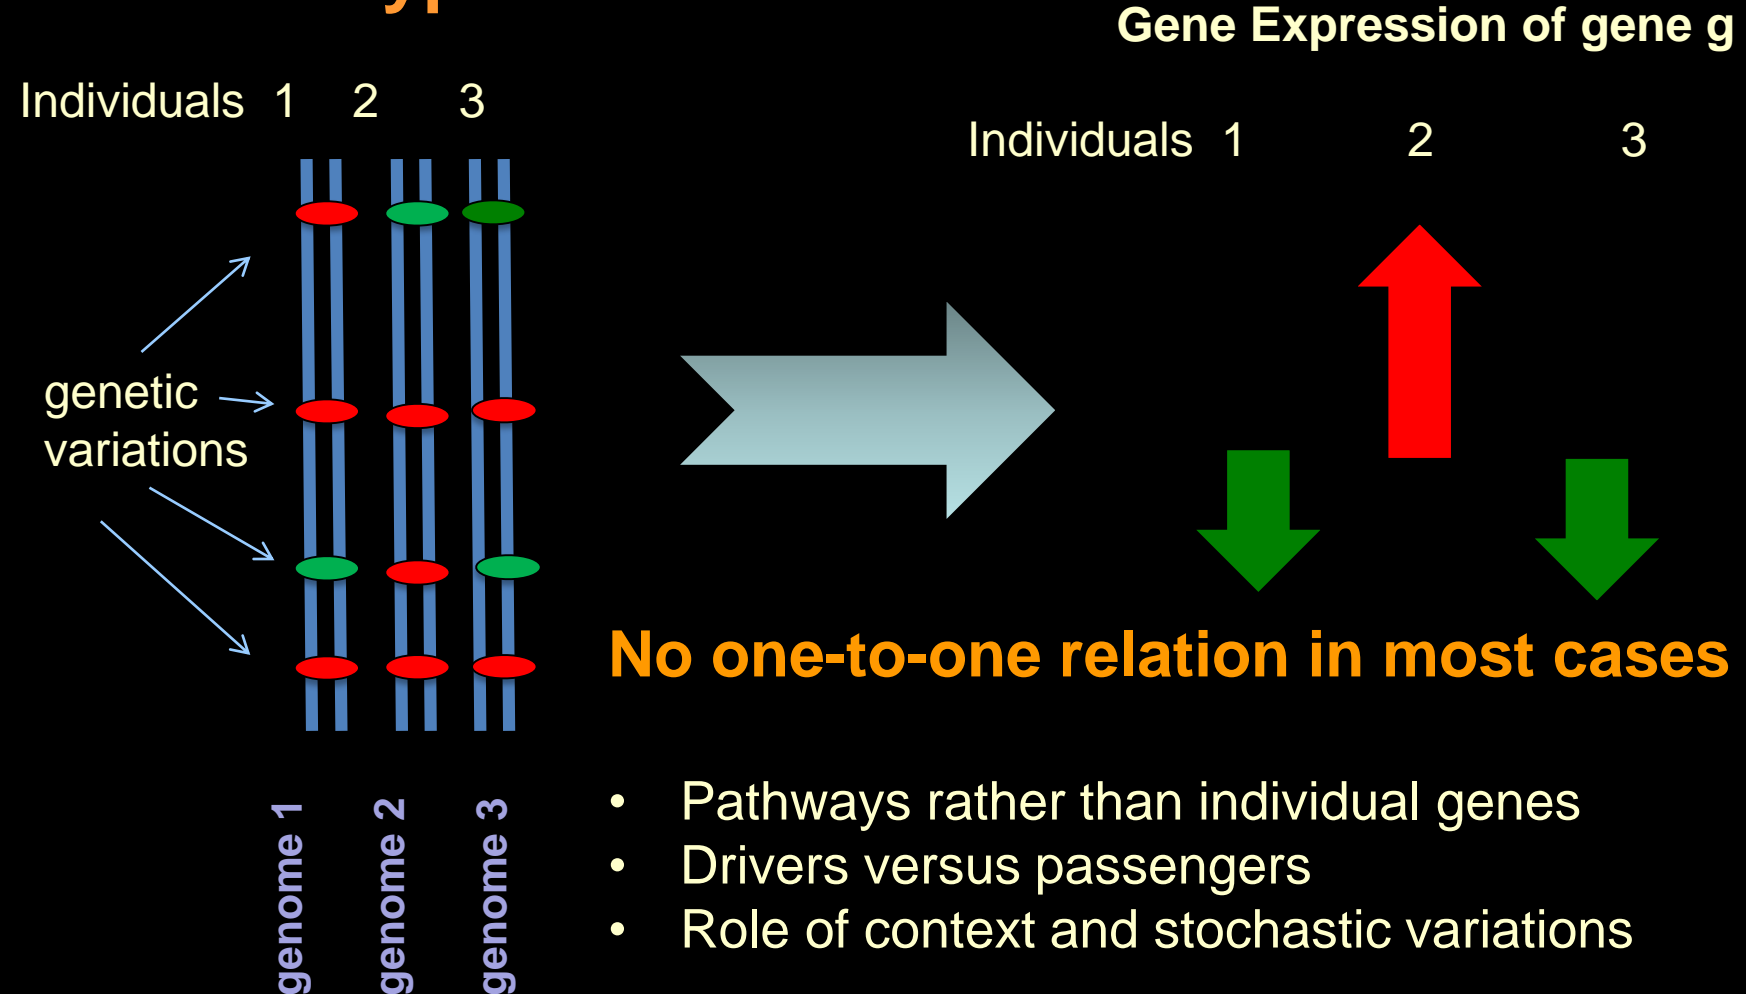 Gene Expression of gene g
Individuals 1 2 3
Individuals 1 2 3
genetic
variations
No one-to-one relation in most cases
• Pathways rather than individual genes
• Drivers versus passengers
• Role of context and stochastic variations
genome 1
genome 2
genome 3